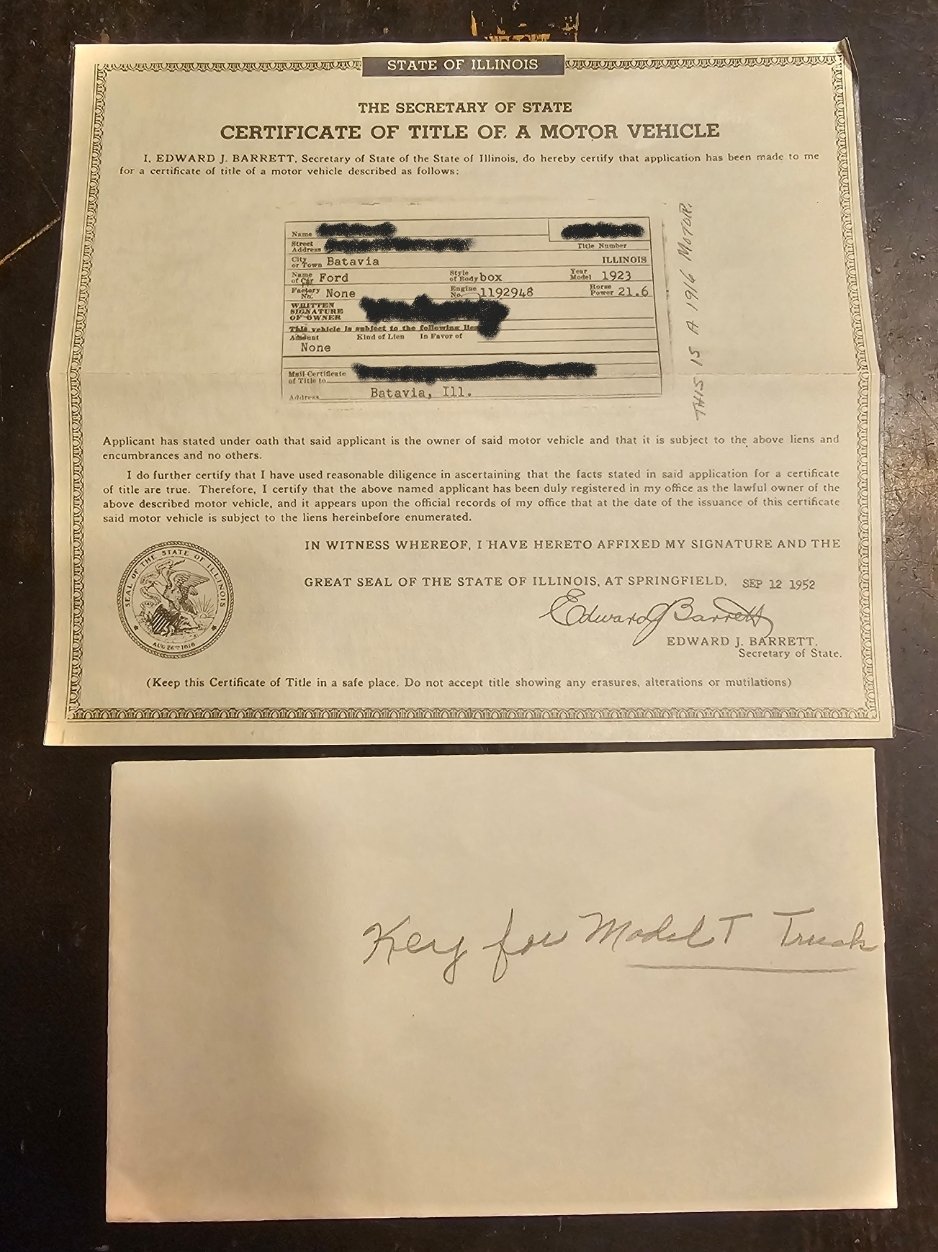 STATE OF ILLINOIS
THE SECRETARY OF STATE
CERTIFICATE OF TITLE OF A MOTOR VEHICLE
I, EDWARD J. BARRETT, Secretary of State of the State of Illinois, do hereby certify that application has been made to me
for a certificate of title of a motor vehicle described as follows:
Name
Street Address
Title Number
City or Town Batavia ILLINOIS
Name of Car Ford Style of Body box Year Model 1923
Factory No. None Engine No. 1192948 Horse Power 21.6
WRITTEN SIGNATURE OF OWNER
This vehicle is subject to the following lien
Amount Kind of Lien In Favor of
None
Mail Certificate of Title to
Address Batavia, Ill.
THIS IS A 1916 MOTOR.
Applicant has stated under oath that said applicant is the owner of said motor vehicle and that it is subject to the above liens and
encumbrances and no others.
I do further certify that I have used reasonable diligence in ascertaining that the facts stated in said application for a certificate
of title are true. Therefore, I certify that the above named applicant has been duly registered in my office as the lawful owner of the
above described motor vehicle, and it appears upon the official records of my office that at the date of the issuance of this certificate
said motor vehicle is subject to the liens hereinbefore enumerated.
IN WITNESS WHEREOF, I HAVE HERETO AFFIXED MY SIGNATURE AND THE
GREAT SEAL OF THE STATE OF ILLINOIS, AT SPRINGFIELD, SEP 12 1952
SEAL OF THE STATE OF ILLINOIS
AUG. 26TH 1818
Edward J Barrett
EDWARD J. BARRETT.
Secretary of State.
(Keep this Certificate of Title in a safe place. Do not accept title showing any erasures, alterations or mutilations)
Key for Model T Truck